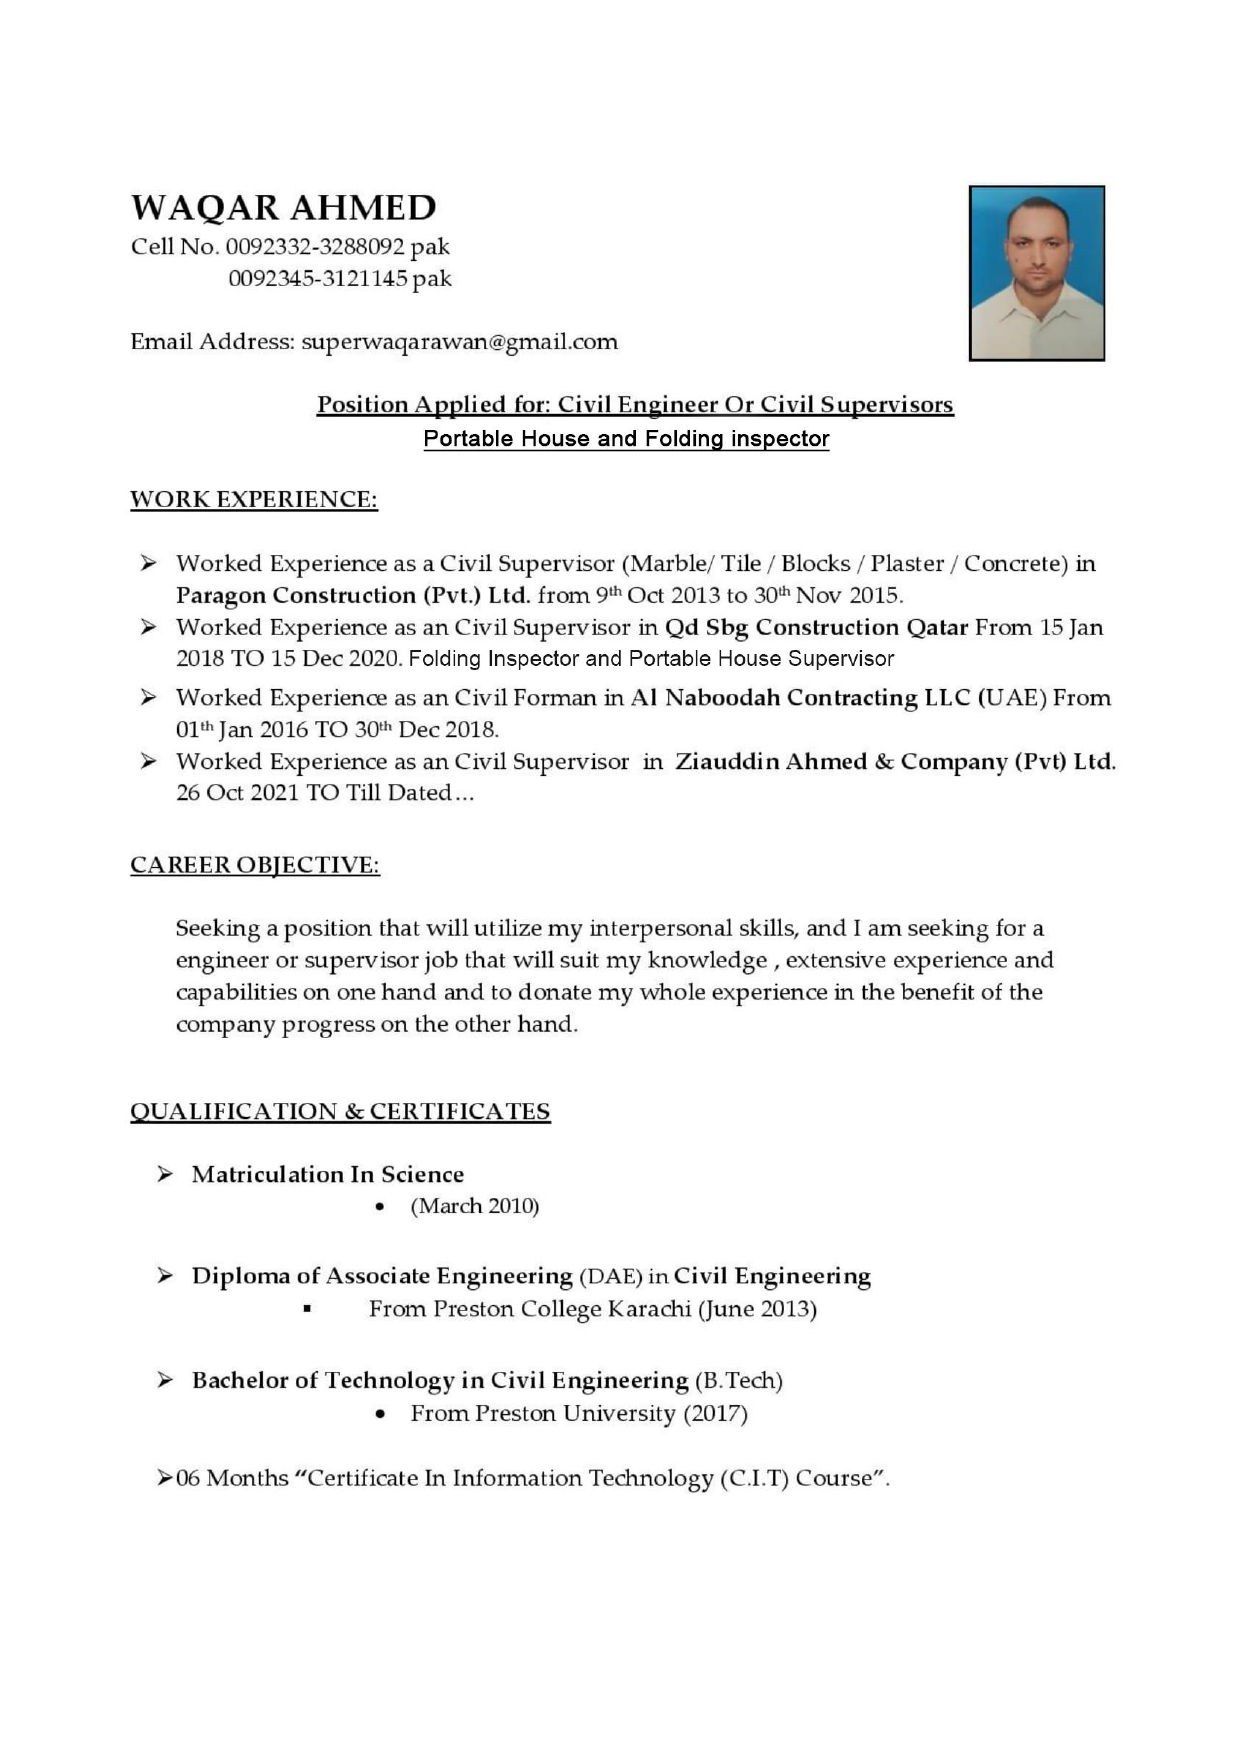 WAQAR AHMED
Cell No. 0092332-3288092 pak
0092345-3121145 pak
Email Address: superwaqarawan@gmail.com
Position Applied for: Civil Engineer Or Civil Supervisors
Portable House and Folding inspector
WORK EXPERIENCE:
➢ Worked Experience as a Civil Supervisor (Marble/ Tile / Blocks / Plaster / Concrete) in
Paragon Construction (Pvt.) Ltd. from 9th Oct 2013 to 30th Nov 2015.
➢ Worked Experience as an Civil Supervisor in Qd Sbg Construction Qatar From 15 Jan
2018 TO 15 Dec 2020. Folding Inspector and Portable House Supervisor
➢ Worked Experience as an Civil Forman in Al Naboodah Contracting LLC (UAE) From
01th Jan 2016 TO 30th Dec 2018.
➢ Worked Experience as an Civil Supervisor in Ziauddin Ahmed & Company (Pvt) Ltd.
26 Oct 2021 TO Till Dated…
CAREER OBJECTIVE:
Seeking a position that will utilize my interpersonal skills, and I am seeking for a
engineer or supervisor job that will suit my knowledge , extensive experience and
capabilities on one hand and to donate my whole experience in the benefit of the
company progress on the other hand.
QUALIFICATION & CERTIFICATES
➢ Matriculation In Science
• (March 2010)
➢ Diploma of Associate Engineering (DAE) in Civil Engineering
▪ From Preston College Karachi (June 2013)
➢ Bachelor of Technology in Civil Engineering (B.Tech)
• From Preston University (2017)
➢06 Months “Certificate In Information Technology (C.I.T) Course”.